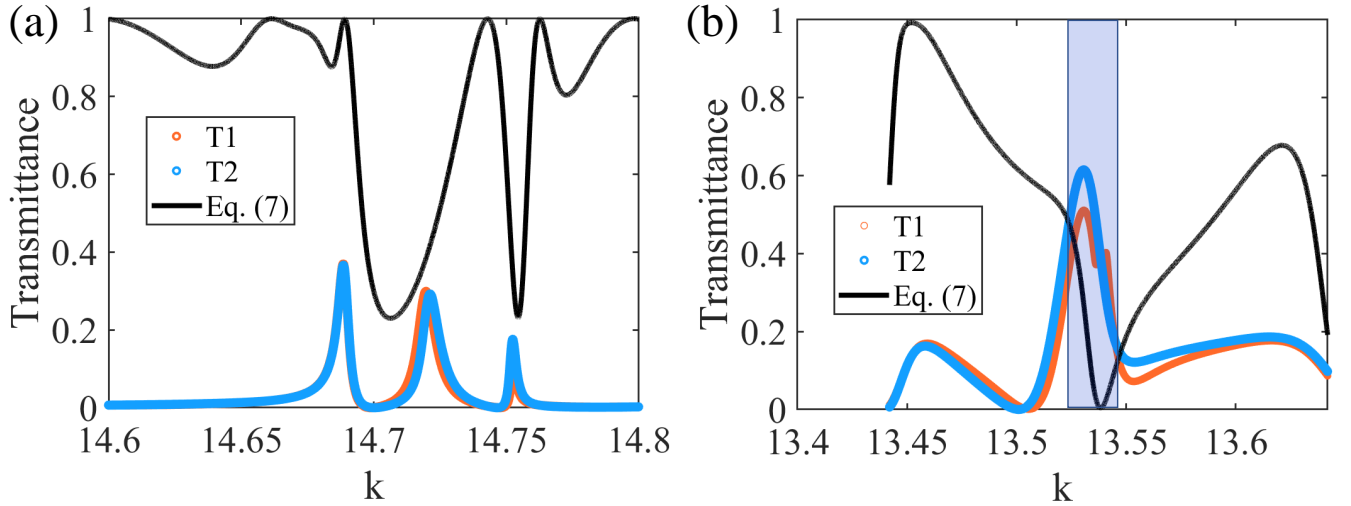 (a)
Transmittance
1
0.8
0.6
0.4
0.2
0
T1
T2
Eq. (7)
14.6
14.65
14.7
14.75
14.8
k
(b)
Transmittance
1
0.8
0.6
0.4
0.2
0
T1
T2
Eq. (7)
13.4
13.45
13.5
13.55
13.6
k